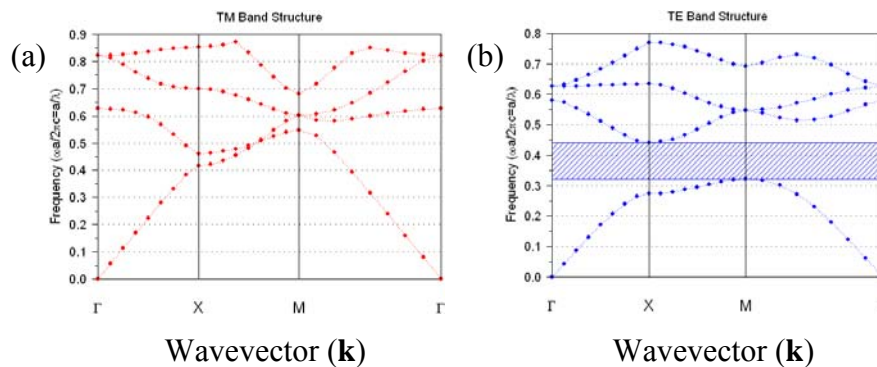 (a)
TM Band Structure
Frequency (ωa/2πc=a/λ)
0.9
0.8
0.7
0.6
0.5
0.4
0.3
0.2
0.1
0.0
Γ X M Γ
Wavevector (k)
(b)
TE Band Structure
Frequency (ωa/2πc=a/λ)
0.8
0.7
0.6
0.5
0.4
0.3
0.2
0.1
0.0
Γ X M
Wavevector (k)